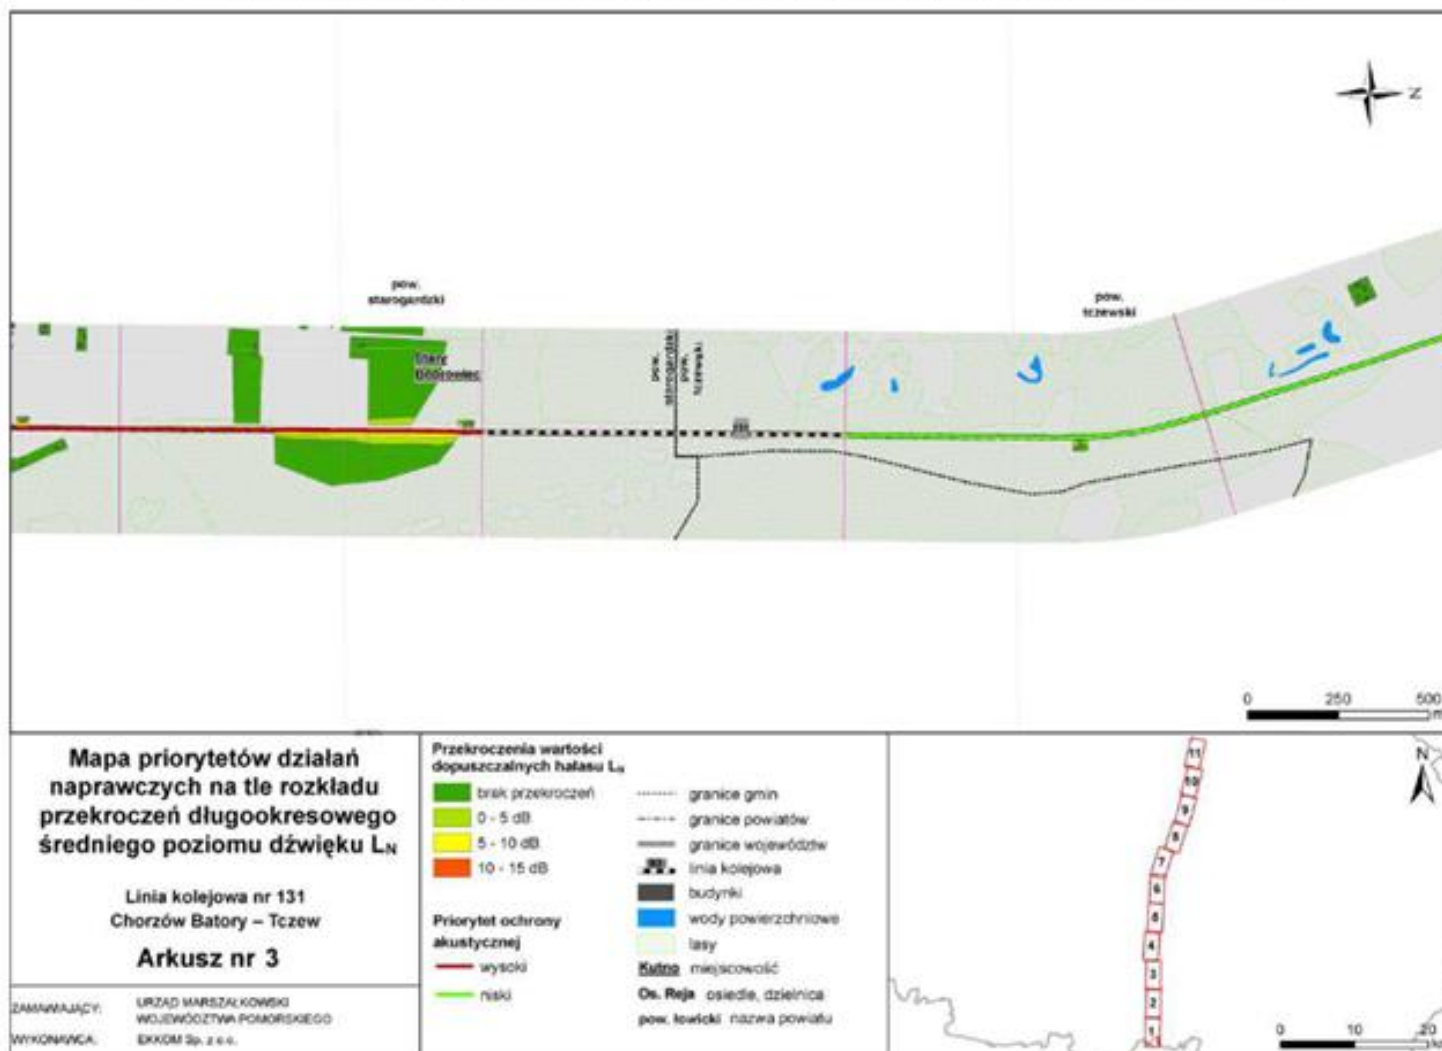 N
pow.
starogardzki
pow.
tczewski
Stary
Bukowiec
pow.
starogardzki
pow.
tczewski
0 250 500
m
Mapa priorytetów działań
naprawczych na tle rozkładu
przekroczeń długookresowego
średniego poziomu dźwięku LN
Linia kolejowa nr 131
Chorzów Batory – Tczew
Arkusz nr 3
ZAMAWIAJĄCY: URZĄD MARSZAŁKOWSKI
WOJEWÓDZTWA POMORSKIEGO
WYKONAWCA: EKKOM Sp. z o.o.
Przekroczenia wartości
dopuszczalnych hałasu LN
brak przekroczeń
0 - 5 dB
5 - 10 dB
10 - 15 dB
Priorytet ochrony
akustycznej
wysoki
niski
granice gmin
granice powiatów
granice województw
linia kolejowa
budynki
wody powierzchniowe
lasy
Kutno miejscowość
Os. Reja osiedle, dzielnica
pow. łowicki nazwa powiatu
N
11
10
9
8
7
6
5
4
3
2
1
0 10 20